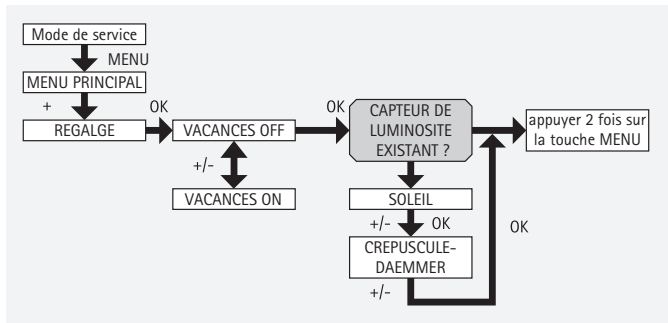 Mode de service
MENU
MENU PRINCIPAL
+
OK
REGALGE
VACANCES OFF
+/-
VACANCES ON
OK
CAPTEUR DE
LUMINOSITE
EXISTANT ?
appuyer 2 fois sur
la touche MENU
SOLEIL
+/-
OK
CREPUSCULE-
DAEMMER
+/-
OK